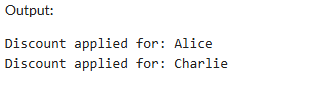 Output:
Discount applied for: Alice
Discount applied for: Charlie